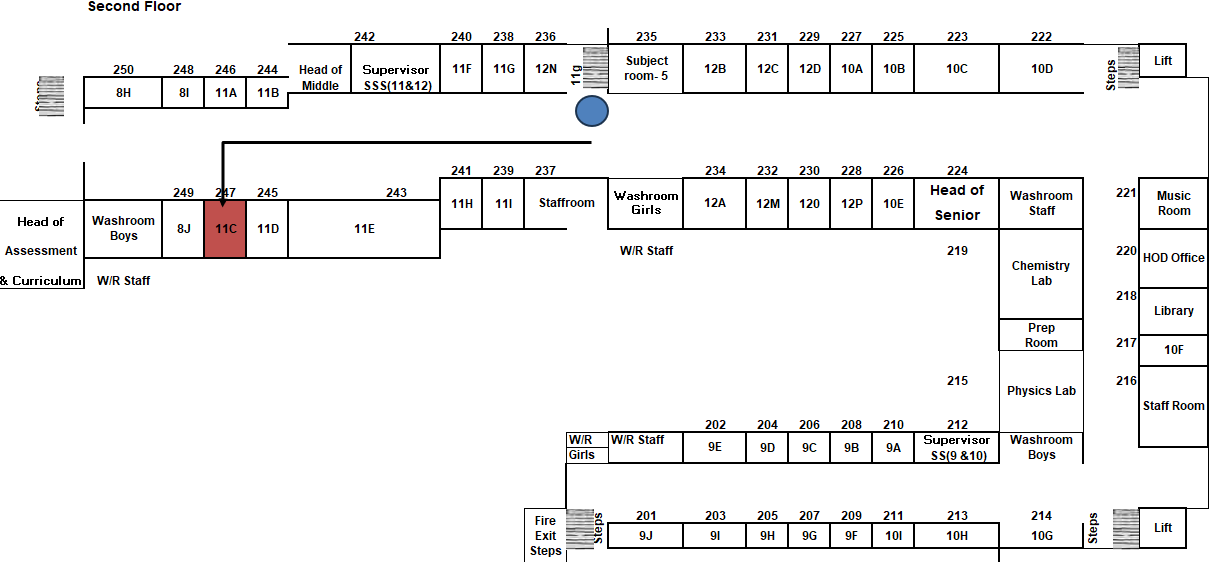 Second Floor
242
240
238
236
235
233
231
229
227
225
223
222
250
248
246
244
Head of
Middle
Supervisor
SSS(11&12)
11F
11G
12N
11g
Subject
room- 5
12B
12C
12D
10A
10B
10C
10D
Steps
Lift
8H
8I
11A
11B
241
239
237
234
232
230
228
226
224
249
247
245
243
11H
11I
Staffroom
Washroom
Girls
12A
12M
120
12P
10E
Head of
Senior
Washroom
Staff
221
Music
Room
Head of
Assessment
& Curriculum
Washroom
Boys
8J
11C
11D
11E
W/R Staff
W/R Staff
219
Chemistry
Lab
220
HOD Office
218
Library
Prep
Room
217
10F
215
Physics Lab
216
Staff Room
202
204
206
208
210
212
W/R
Girls
W/R Staff
9E
9D
9C
9B
9A
Supervisor
SS(9 &10)
Washroom
Boys
Fire
Exit
Steps
Steps
201
203
205
207
209
211
213
214
9J
9I
9H
9G
9F
10I
10H
10G
Steps
Lift